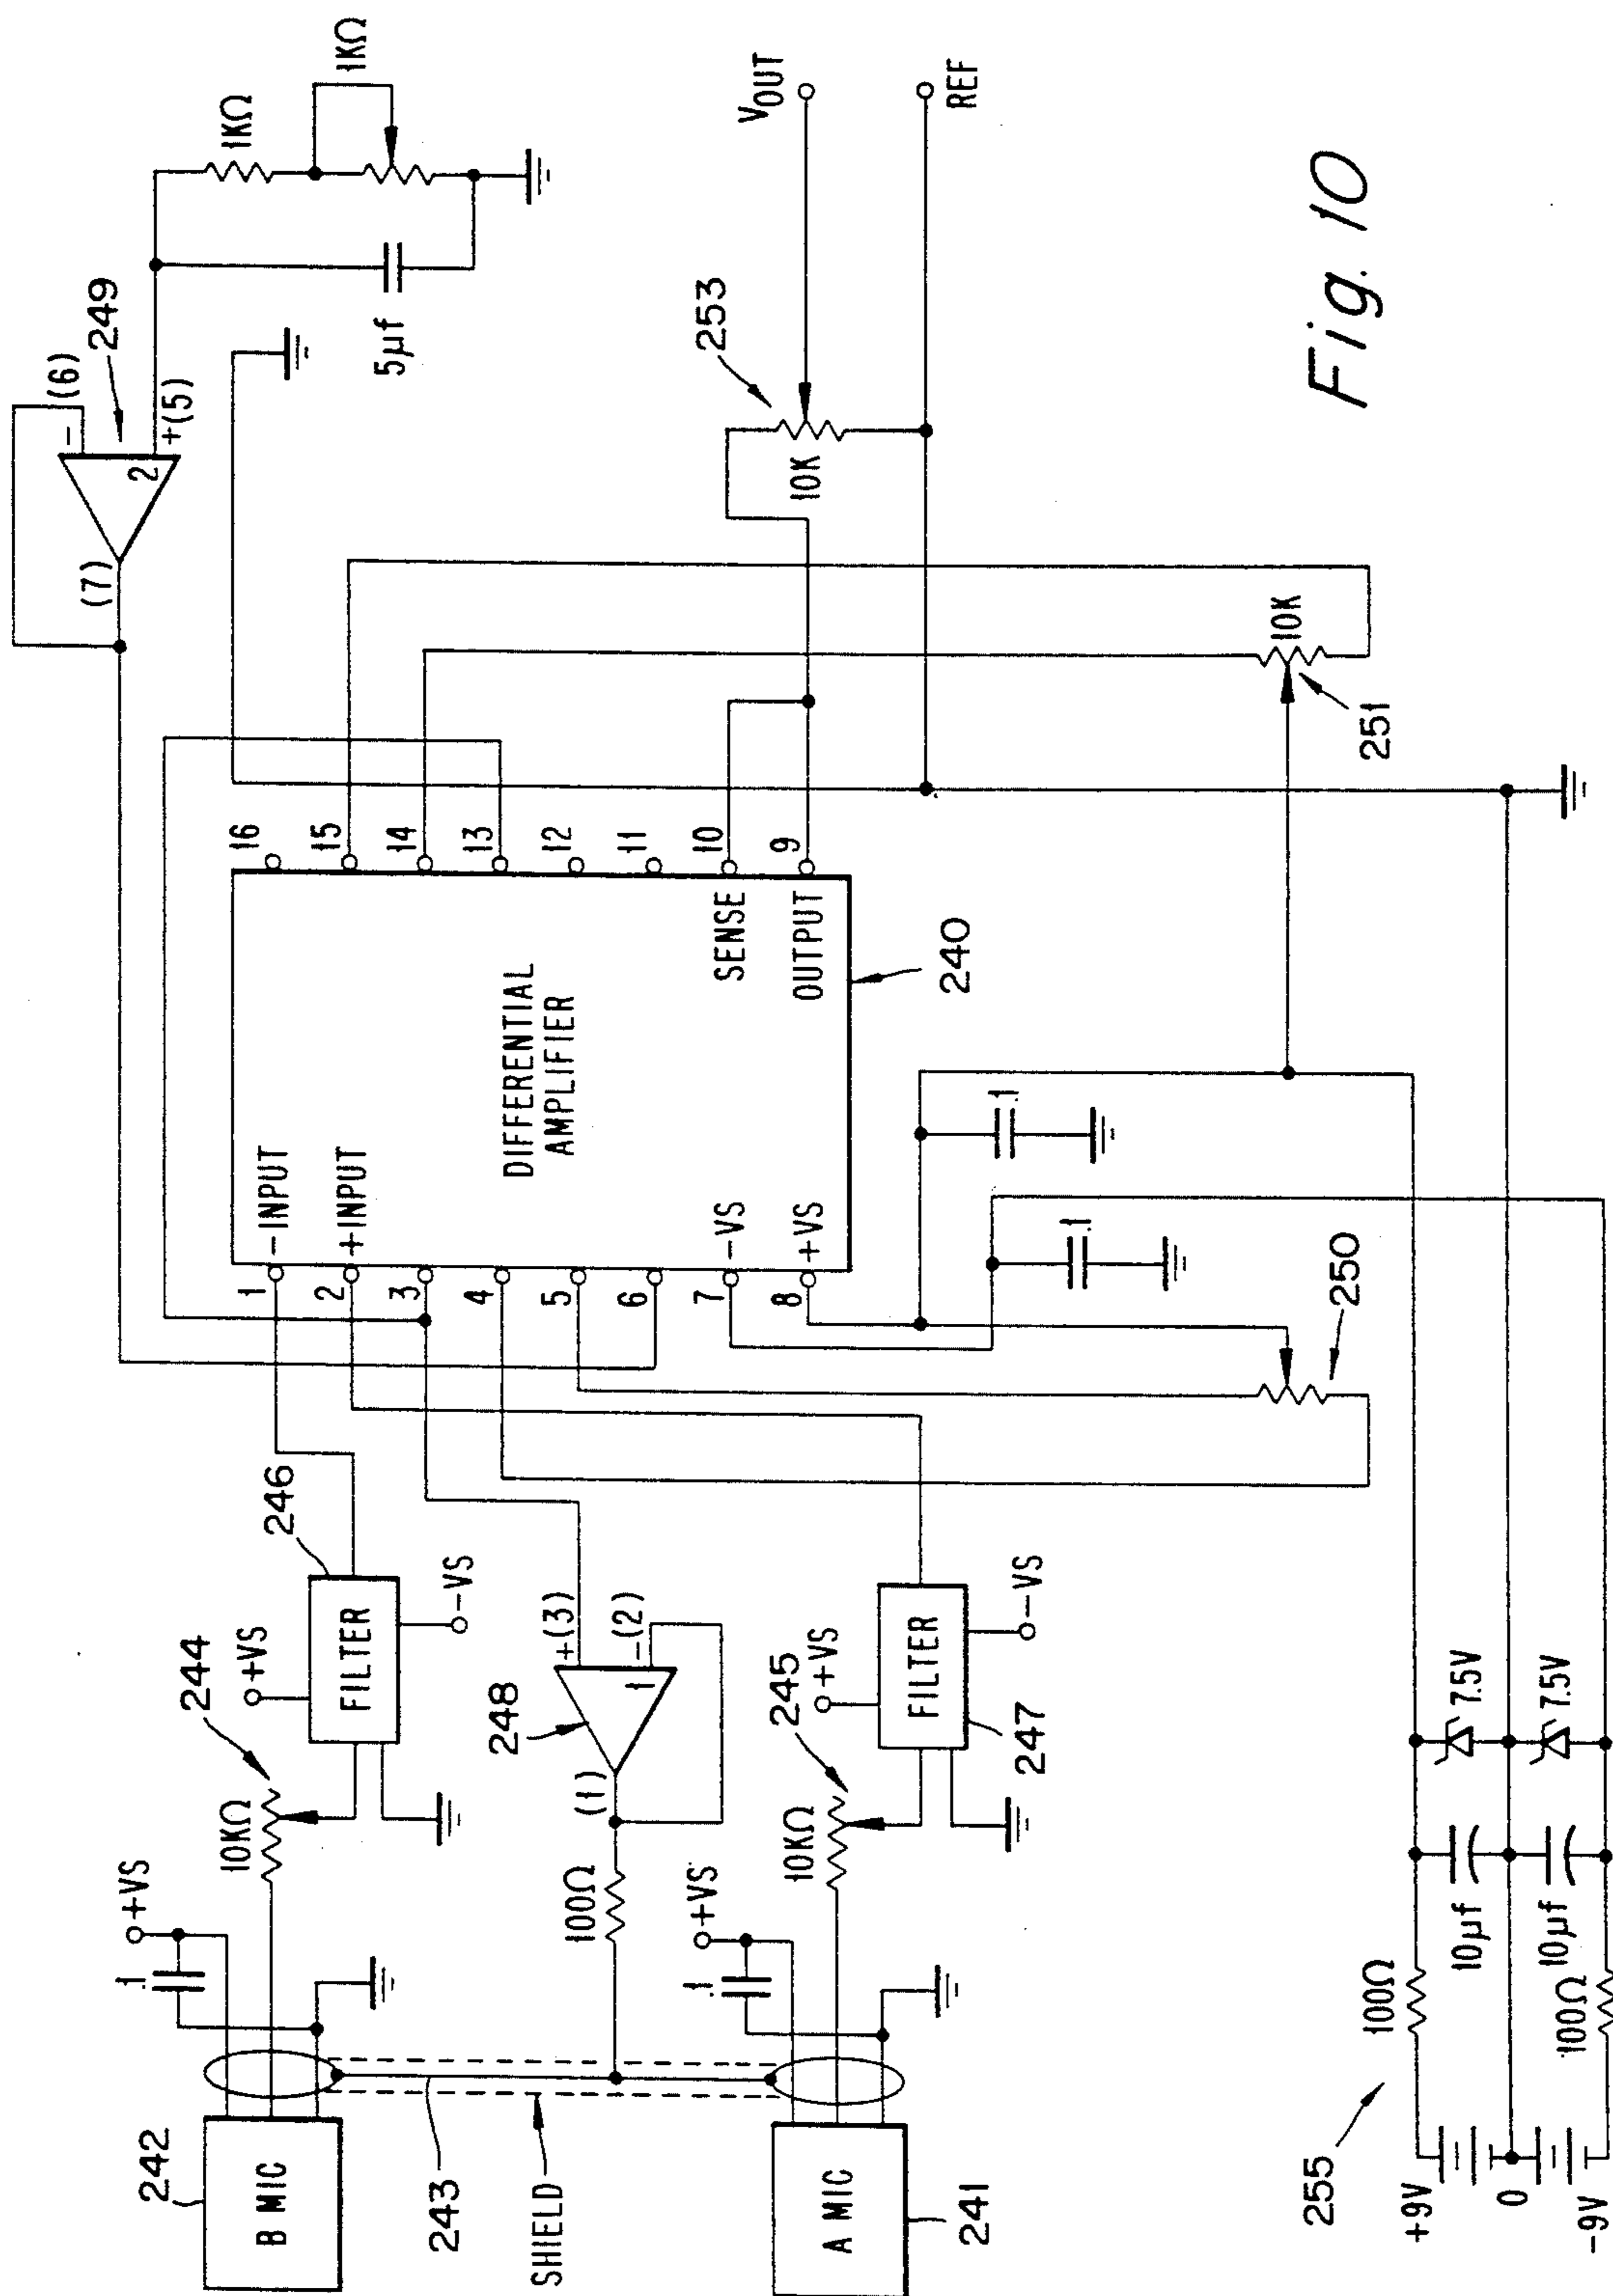 242
B MIC
.1
+VS
10KΩ
244
+VS
FILTER
-VS
246
243
SHIELD
100Ω
(1)
248
+(3)
-(2)
1
241
A MIC
.1
+VS
10KΩ
245
+VS
FILTER
-VS
247
1
2
3
4
5
6
7
8
-INPUT
+INPUT
-VS
+VS
DIFFERENTIAL
AMPLIFIER
SENSE
OUTPUT
16
15
14
13
12
11
10
9
240
.1
.1
250
251
10K
(7)
2
-(6)
+(5)
249
1KΩ
1KΩ
5µf
253
10K
VOUT
REF
255
+9V
0
-9V
100Ω
100Ω
10µf
10µf
7.5V
7.5V
Fig. 10